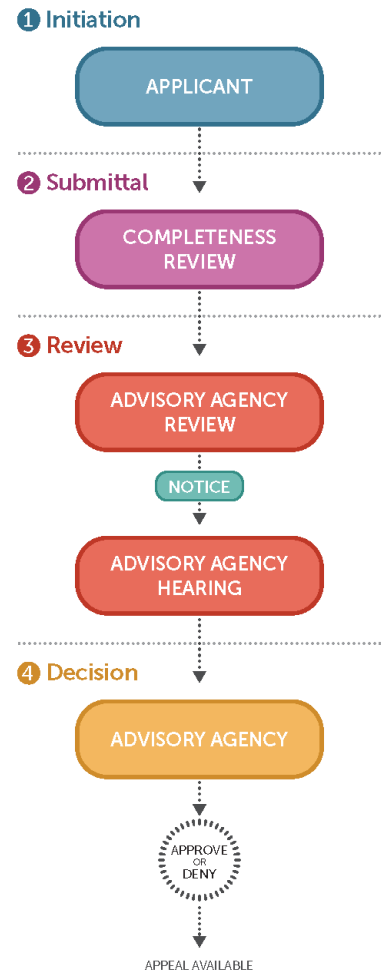 1 Initiation
APPLICANT
2 Submittal
COMPLETENESS
REVIEW
3 Review
ADVISORY AGENCY
REVIEW
NOTICE
ADVISORY AGENCY
HEARING
4 Decision
ADVISORY AGENCY
APPROVE
OR
DENY
APPEAL AVAILABLE